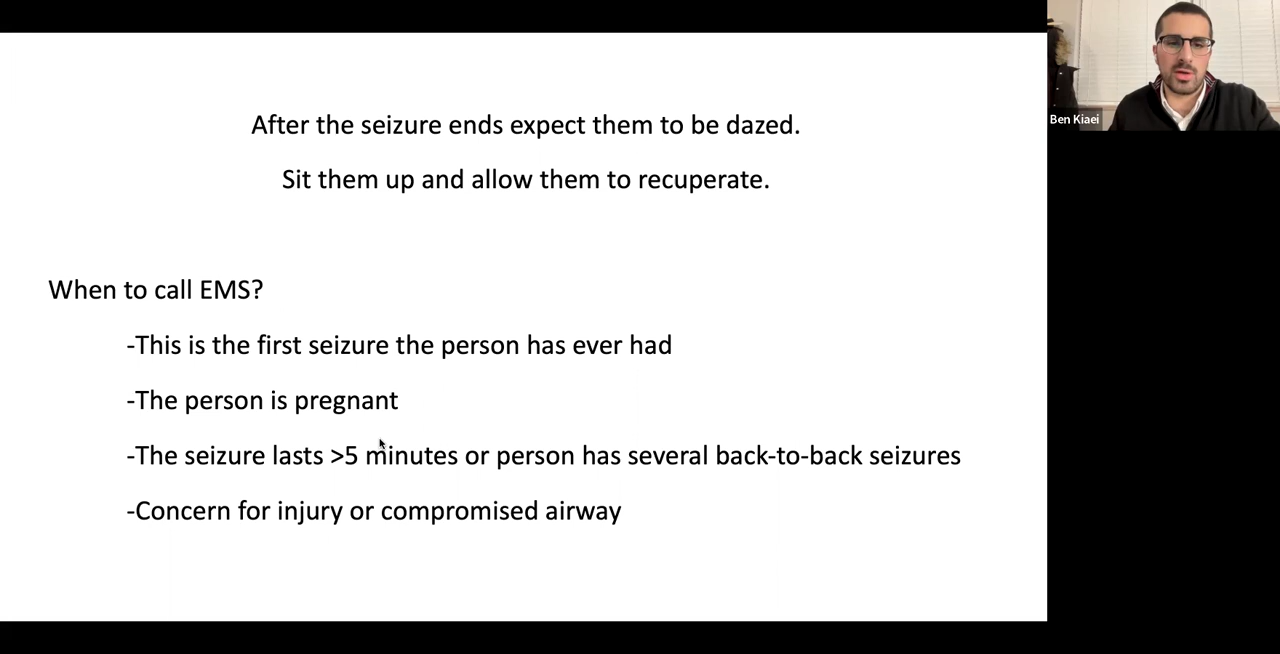 After the seizure ends expect them to be dazed.
Sit them up and allow them to recuperate.
When to call EMS?
-This is the first seizure the person has ever had
-The person is pregnant
-The seizure lasts >5 minutes or person has several back-to-back seizures
-Concern for injury or compromised airway
Ben Kiaei